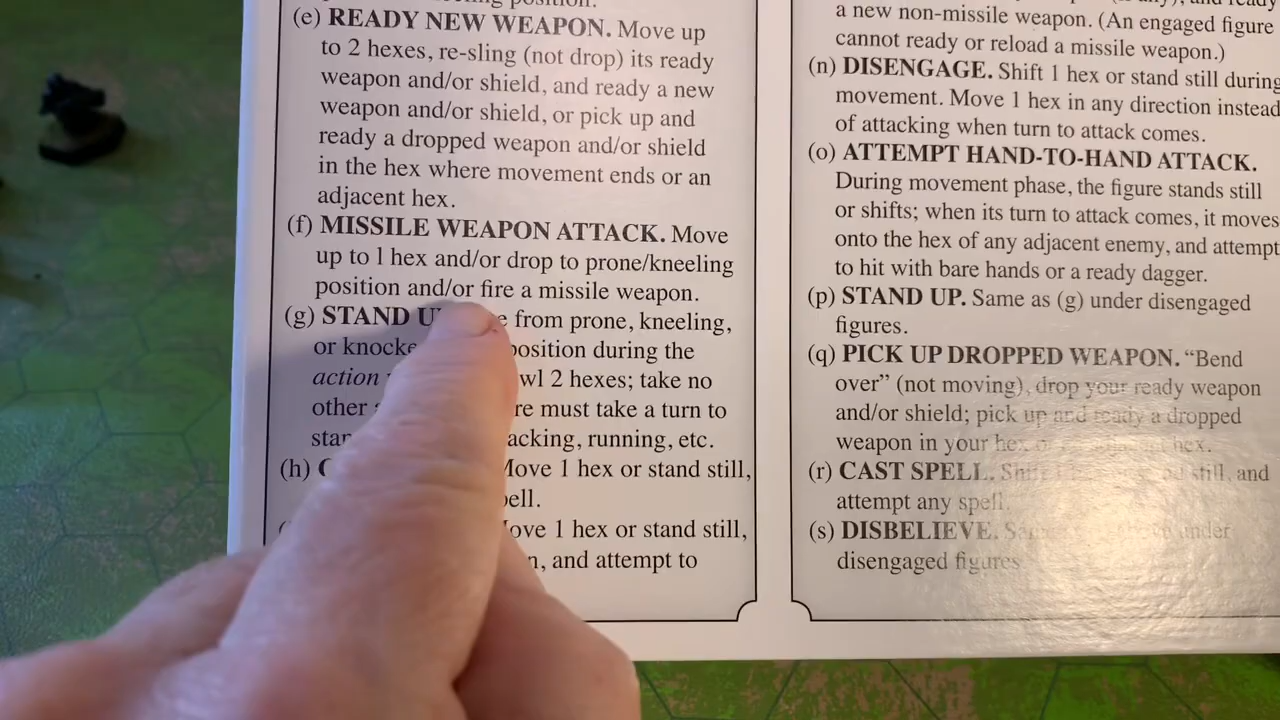 (e) READY NEW WEAPON. Move up
to 2 hexes, re-sling (not drop) its ready
weapon and/or shield, and ready a new
weapon and/or shield, or pick up and
ready a dropped weapon and/or shield
in the hex where movement ends or an
adjacent hex.
(f) MISSILE WEAPON ATTACK. Move
up to 1 hex and/or drop to prone/kneeling
position and/or fire a missile weapon.
(g) STAND from prone, kneeling,
or position during the
action 2 hexes; take no
other must take a turn to
running, etc.
(h) Move 1 hex or stand still,
1 hex or stand still,
and attempt to
a new non-missile weapon. (An engaged figure
cannot ready or reload a missile weapon.)
(n) DISENGAGE. Shift 1 hex or stand still during
movement. Move 1 hex in any direction instead
of attacking when turn to attack comes.
(o) ATTEMPT HAND-TO-HAND ATTACK.
During movement phase, the figure stands still
or shifts; when its turn to attack comes, it moves
onto the hex of any adjacent enemy, and attempt
to hit with bare hands or a ready dagger.
(p) STAND UP. Same as (g) under disengaged
figures.
(q) PICK UP DROPPED WEAPON. “Bend
over” (not moving), drop your ready weapon
and/or shield; pick up and ready a dropped
weapon in your hex or hex.
(r) CAST SPELL. still, and
attempt any spell.
(s) DISBELIEVE. under
disengaged figures